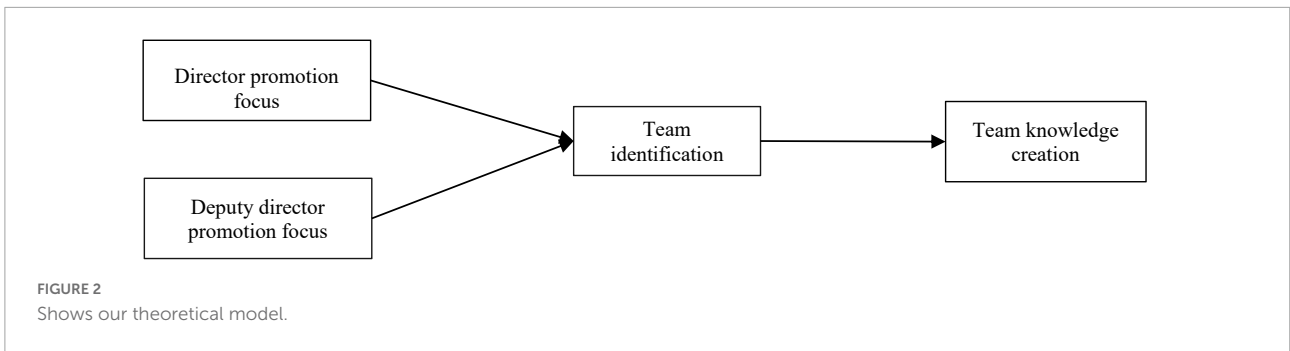 Director promotion
focus
Deputy director
promotion focus
Team
identification
Team knowledge
creation
FIGURE 2
Shows our theoretical model.